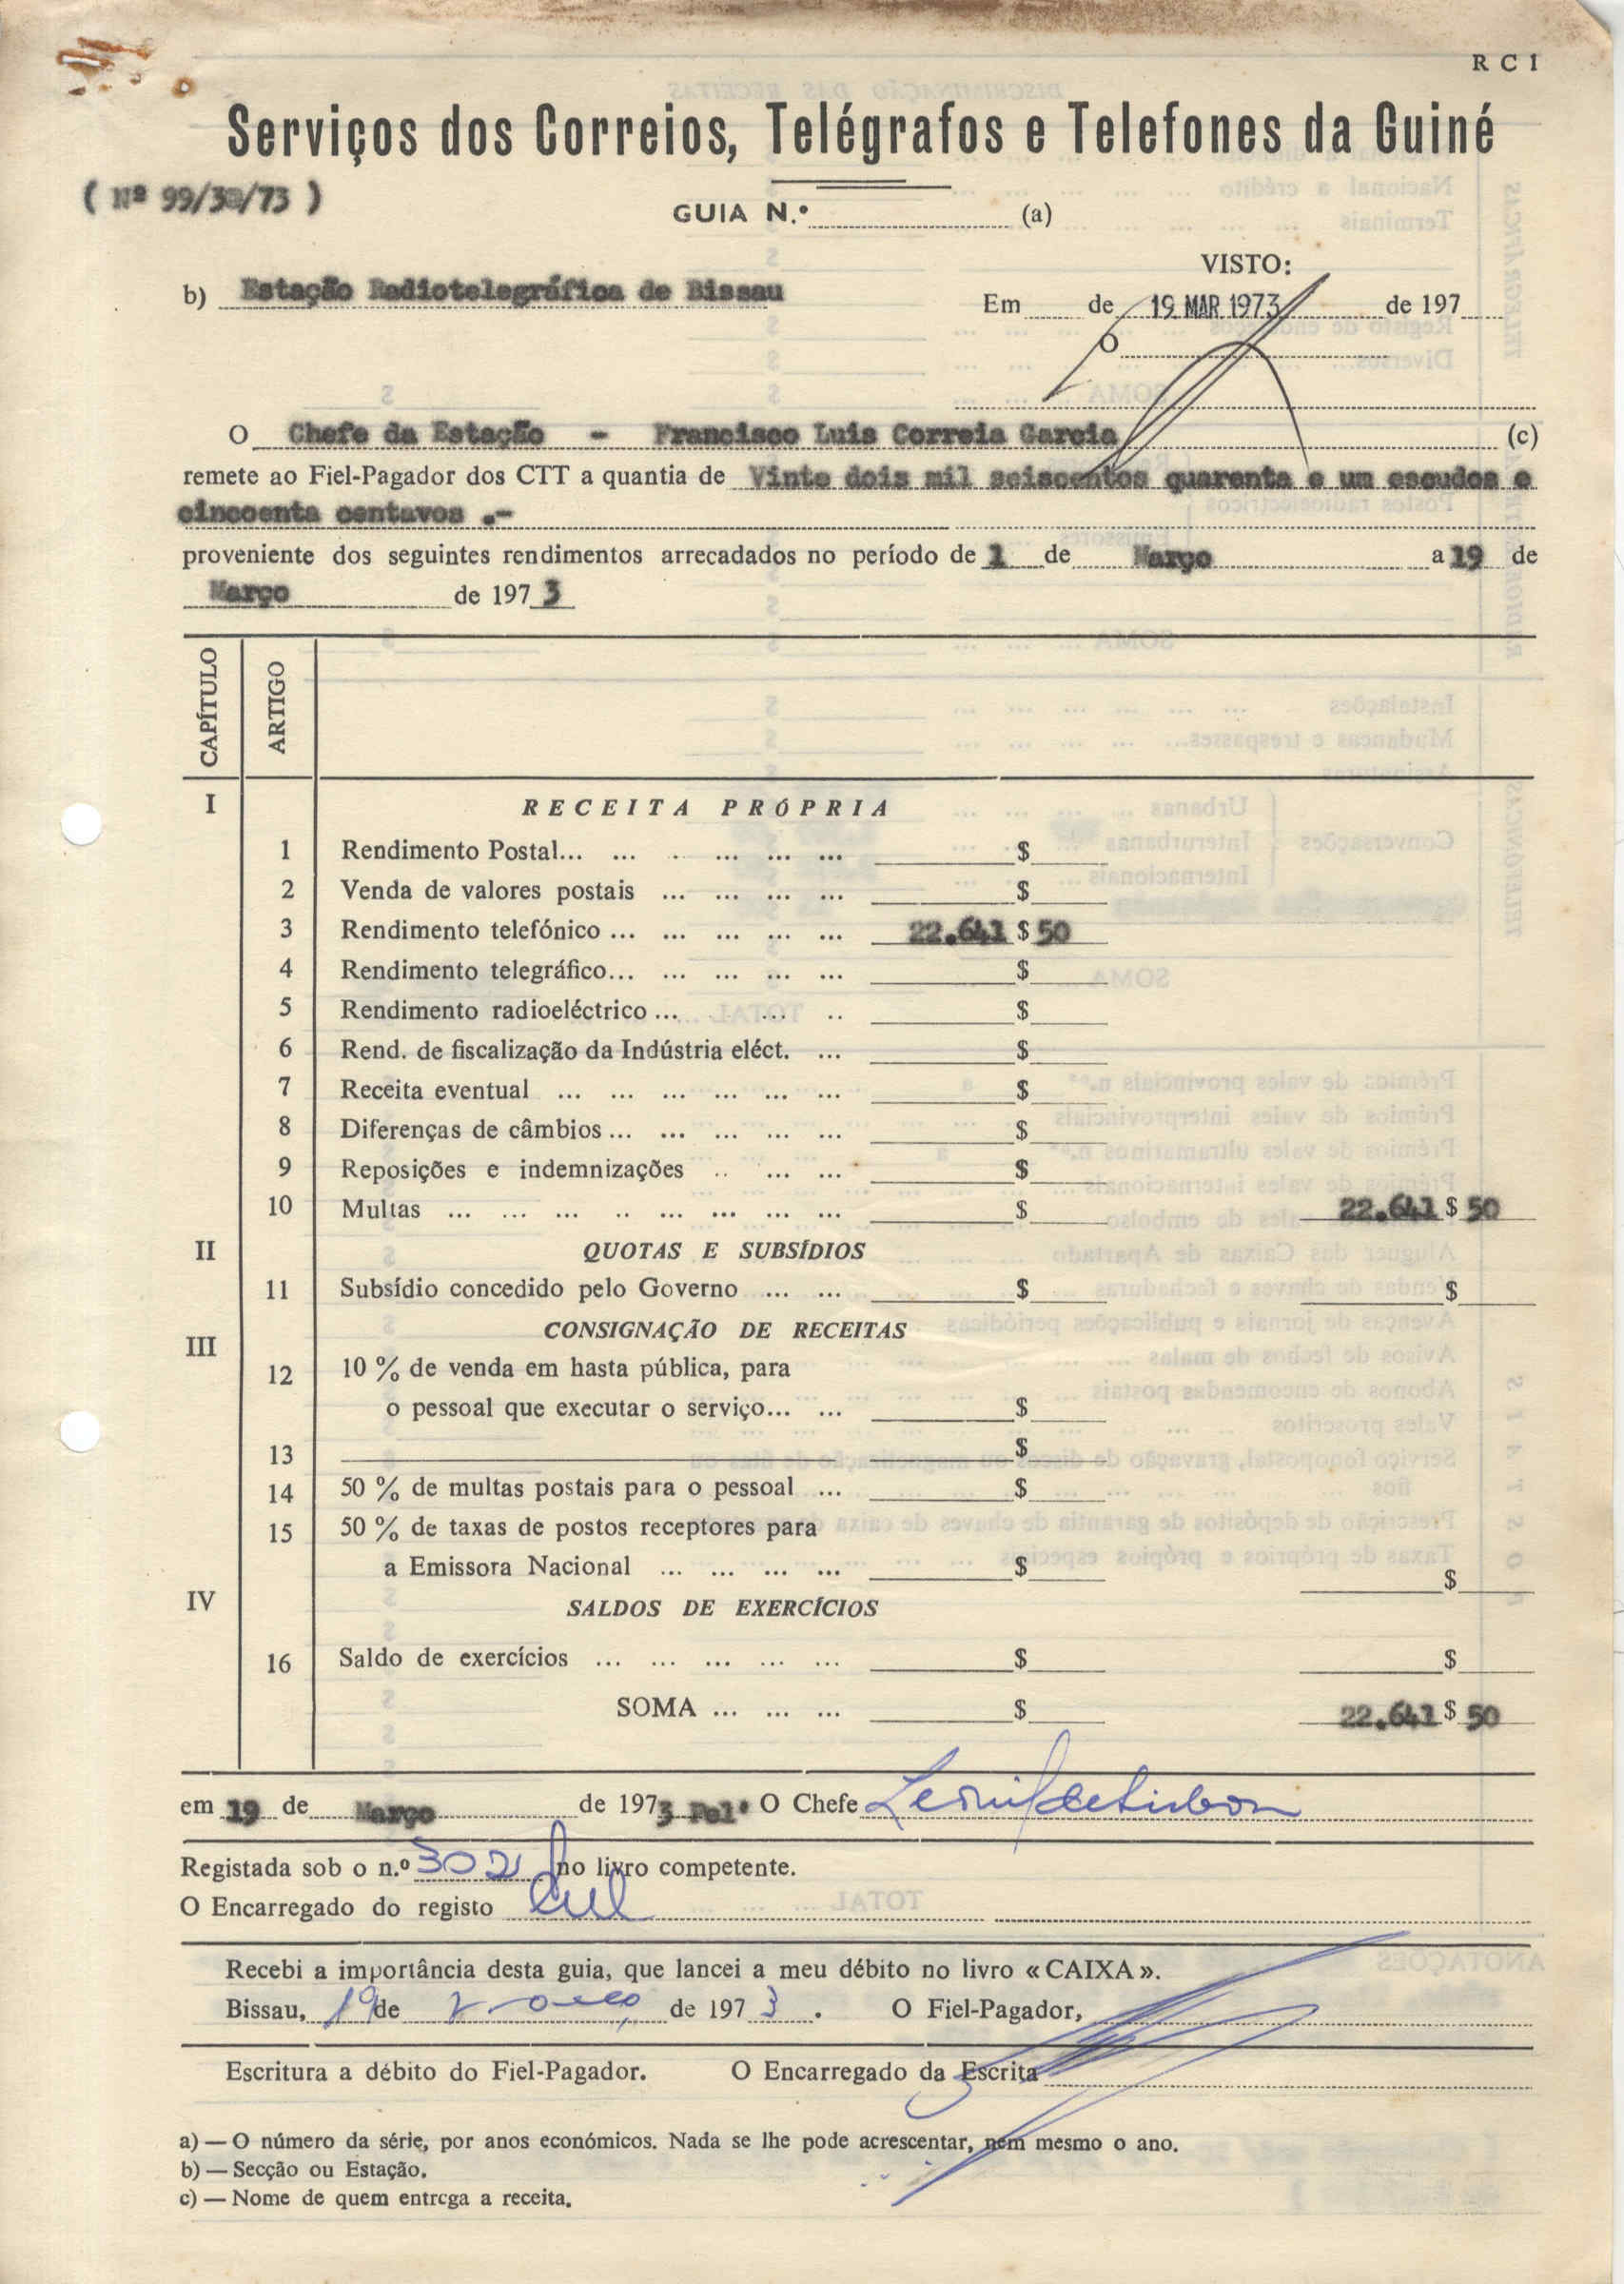 R C 1
Serviços dos Correios, Telégrafos e Telefones da Guiné
( Nº 99/ /73 )
GUIA N.º (a)
VISTO:
b) Estação Radiotelegráfica de Bissau
Em de 19 MAR 1973 de 197
O
O Chefe da Estação - Francisco Luis Correia Garcia (c)
remete ao Fiel-Pagador dos CTT a quantia de Vinte dois mil seiscentos quarenta e um escudos e
cincoenta centavos .-
proveniente dos seguintes rendimentos arrecadados no período de 1 de Março a 19 de
Março de 1973
CAPÍTULO ARTIGO
I RECEITA PRÓPRIA
1 Rendimento Postal... ... . ... ... ... $
2 Venda de valores postais ... ... ... ... $
3 Rendimento telefónico ... ... ... ... ... 22.641 $ 50
4 Rendimento telegráfico... ... ... ... ... $
5 Rendimento radioeléctrico ... . ... .. $
6 Rend. de fiscalização da Indústria eléct. ... $
7 Receita eventual ... ... ... ... ... ... $
8 Diferenças de câmbios ... ... ... ... ... $
9 Reposições e indemnizações .. ... ... $
10 Multas ... ... ... .. ... ... ... ... $ 22.641 $ 50
II QUOTAS E SUBSÍDIOS
11 Subsídio concedido pelo Governo ... ... $ $
III CONSIGNAÇÃO DE RECEITAS
12 10 % de venda em hasta pública, para
o pessoal que executar o serviço... ... $
13 $
14 50 % de multas postais para o pessoal ... $
15 50 % de taxas de postos receptores para
a Emissora Nacional ... ... ... ... $ $
IV SALDOS DE EXERCÍCIOS
16 Saldo de exercícios ... ... ... ... ... $ $
SOMA ... ... ... $ 22.641 $ 50
em 19 de Março de 1973 Pel' O Chefe
Registada sob o n.º 3021 no livro competente.
O Encarregado do registo
Recebi a importância desta guia, que lancei a meu débito no livro «CAIXA».
Bissau, 19 de março de 1973. O Fiel-Pagador,
Escritura a débito do Fiel-Pagador. O Encarregado da Escrita
a) — O número da série, por anos económicos. Nada se lhe pode acrescentar, nem mesmo o ano.
b) — Secção ou Estação.
c) — Nome de quem entrega a receita.